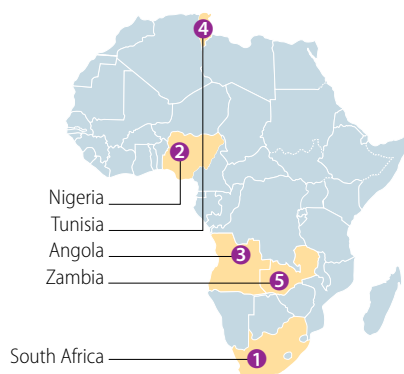 4
2
Nigeria
Tunisia
Angola
3
Zambia
5
South Africa
1